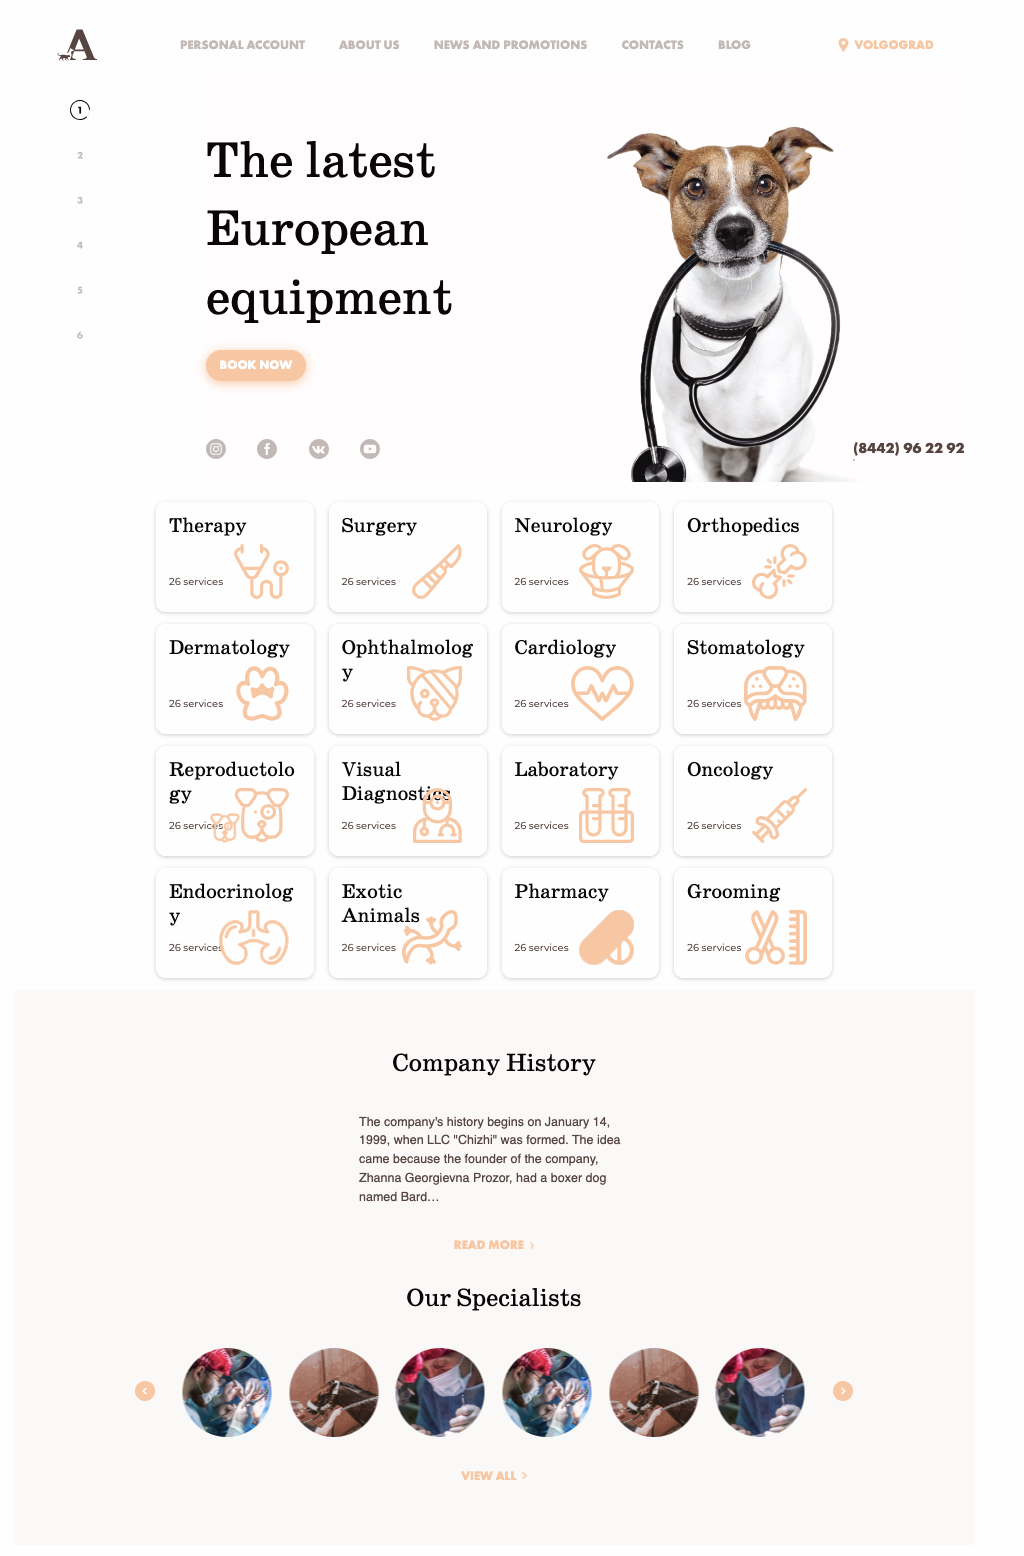 A
PERSONAL ACCOUNT
ABOUT US
NEWS AND PROMOTIONS
CONTACTS
BLOG
VOLGOGRAD
1
2
3
4
5
6
The latest
European
equipment
BOOK NOW
(8442) 96 22 92
Therapy
26 services
Surgery
26 services
Neurology
26 services
Orthopedics
26 services
Dermatology
26 services
Ophthalmolog
y
26 services
Cardiology
26 services
Stomatology
26 services
Reproductolo
gy
26 services
Visual
Diagnostics
26 services
Laboratory
26 services
Oncology
26 services
Endocrinolog
y
26 services
Exotic
Animals
26 services
Pharmacy
26 services
Grooming
26 services
Company History
The company's history begins on January 14,
1999, when LLC "Chizhi" was formed. The idea
came because the founder of the company,
Zhanna Georgievna Prozor, had a boxer dog
named Bard...
READ MORE
Our Specialists
VIEW ALL